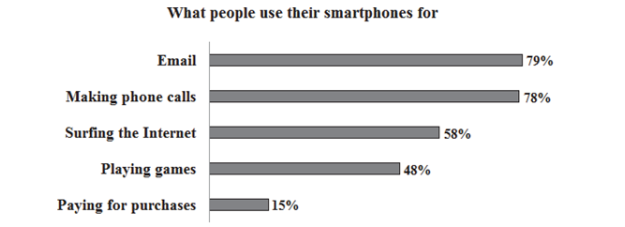 What people use their smartphones for
Email 79%
Making phone calls 78%
Surfing the Internet 58%
Playing games 48%
Paying for purchases 15%